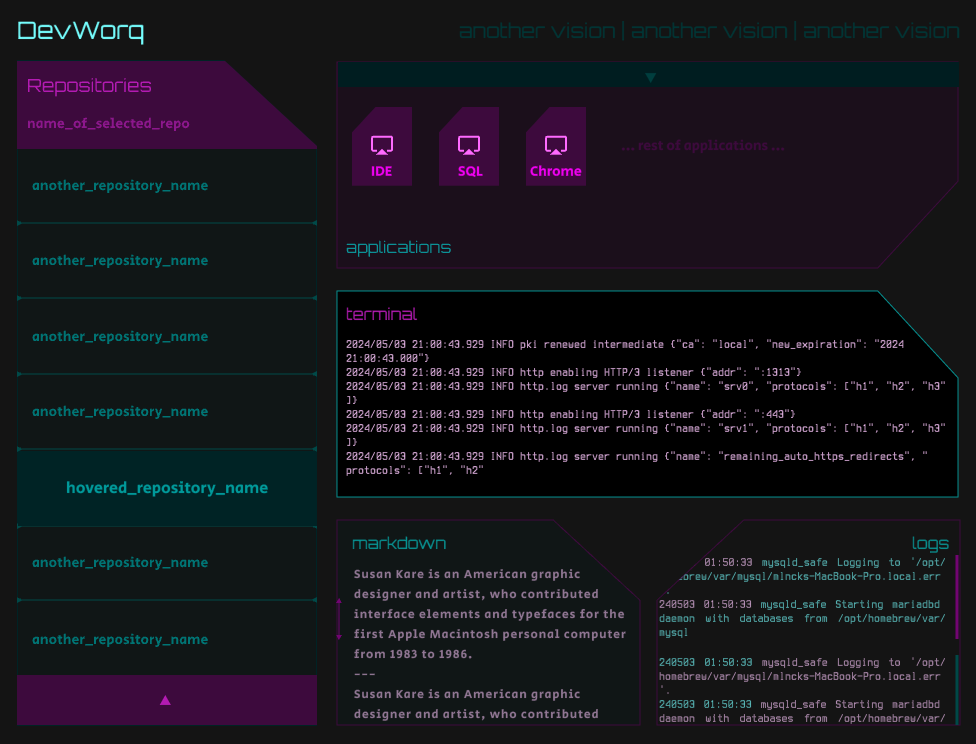 DevWorq
another vision | another vision | another vision
Repositories
name_of_selected_repo
another_repository_name
another_repository_name
another_repository_name
another_repository_name
hovered_repository_name
another_repository_name
another_repository_name
IDE
SQL
Chrome
... rest of applications ...
applications
terminal
2024/05/03 21:00:43.929 INFO pki renewed intermediate {"ca": "local", "new_expiration": "2024
21:00:43.000"}
2024/05/03 21:00:43.929 INFO http enabling HTTP/3 listener {"addr": ":1313"}
2024/05/03 21:00:43.929 INFO http.log server running {"name": "srv0", "protocols": ["h1", "h2", "h3"
]}
2024/05/03 21:00:43.929 INFO http enabling HTTP/3 listener {"addr": ":443"}
2024/05/03 21:00:43.929 INFO http.log server running {"name": "srv1", "protocols": ["h1", "h2", "h3"
]}
2024/05/03 21:00:43.929 INFO http.log server running {"name": "remaining_auto_https_redirects", "
protocols": ["h1", "h2"
markdown
Susan Kare is an American graphic
designer and artist, who contributed
interface elements and typefaces for the
first Apple Macintosh personal computer
from 1983 to 1986.
---
Susan Kare is an American graphic
designer and artist, who contributed
logs
01:50:33 mysqld_safe Logging to '/opt/
homebrew/var/mysql/mlncks-MacBook-Pro.local.err
'.
240503 01:50:33 mysqld_safe Starting mariadbd
daemon with databases from /opt/homebrew/var/
mysql
240503 01:50:33 mysqld_safe Logging to '/opt/
homebrew/var/mysql/mlncks-MacBook-Pro.local.err
'.
240503 01:50:33 mysqld_safe Starting mariadbd
daemon with databases from /opt/homebrew/var/